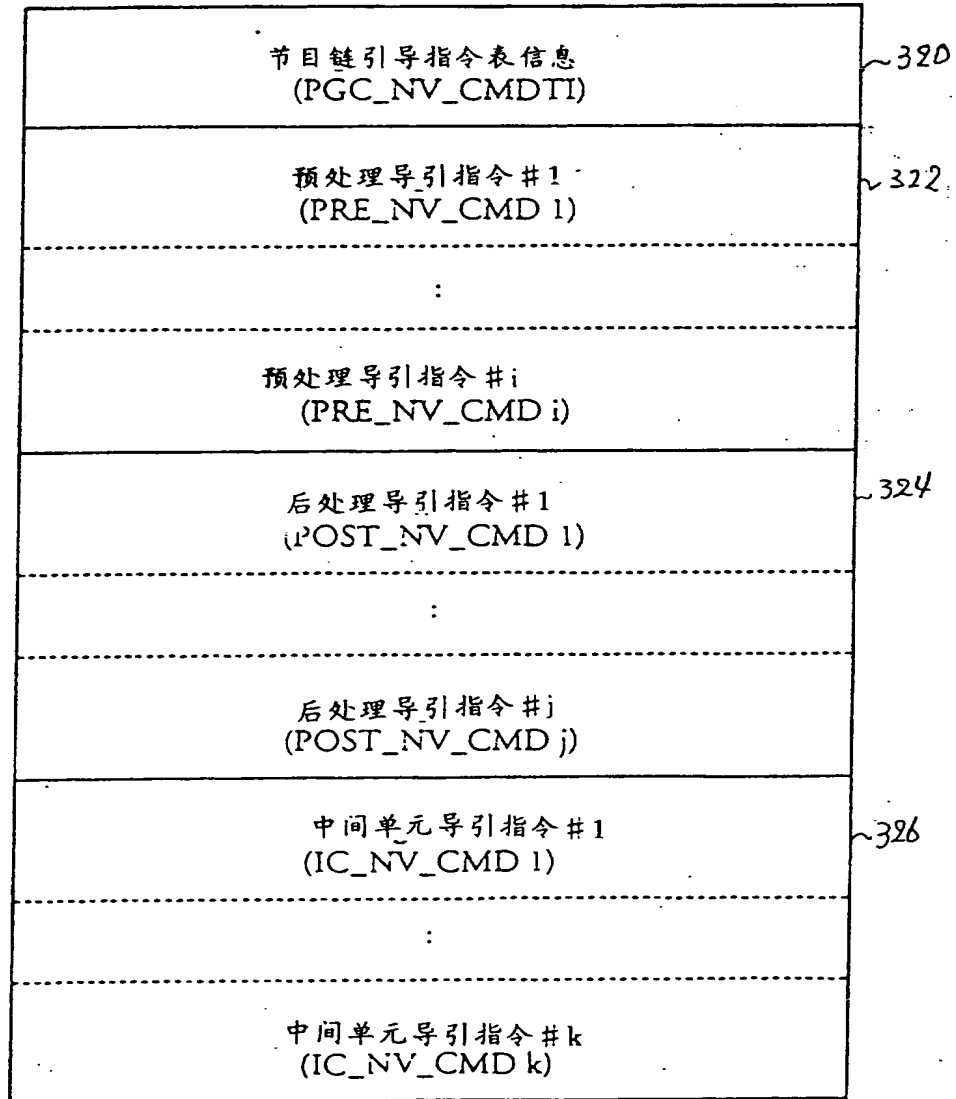 节目链引导指令表信息
(PGC_NV_CMDTI)
320
预处理导引指令#1
(PRE_NV_CMD 1)
322
:
预处理导引指令#i
(PRE_NV_CMD i)
后处理导引指令#1
(POST_NV_CMD 1)
324
:
后处理导引指令#j
(POST_NV_CMD j)
中间单元导引指令#1
(IC_NV_CMD 1)
326
:
中间单元导引指令#k
(IC_NV_CMD k)